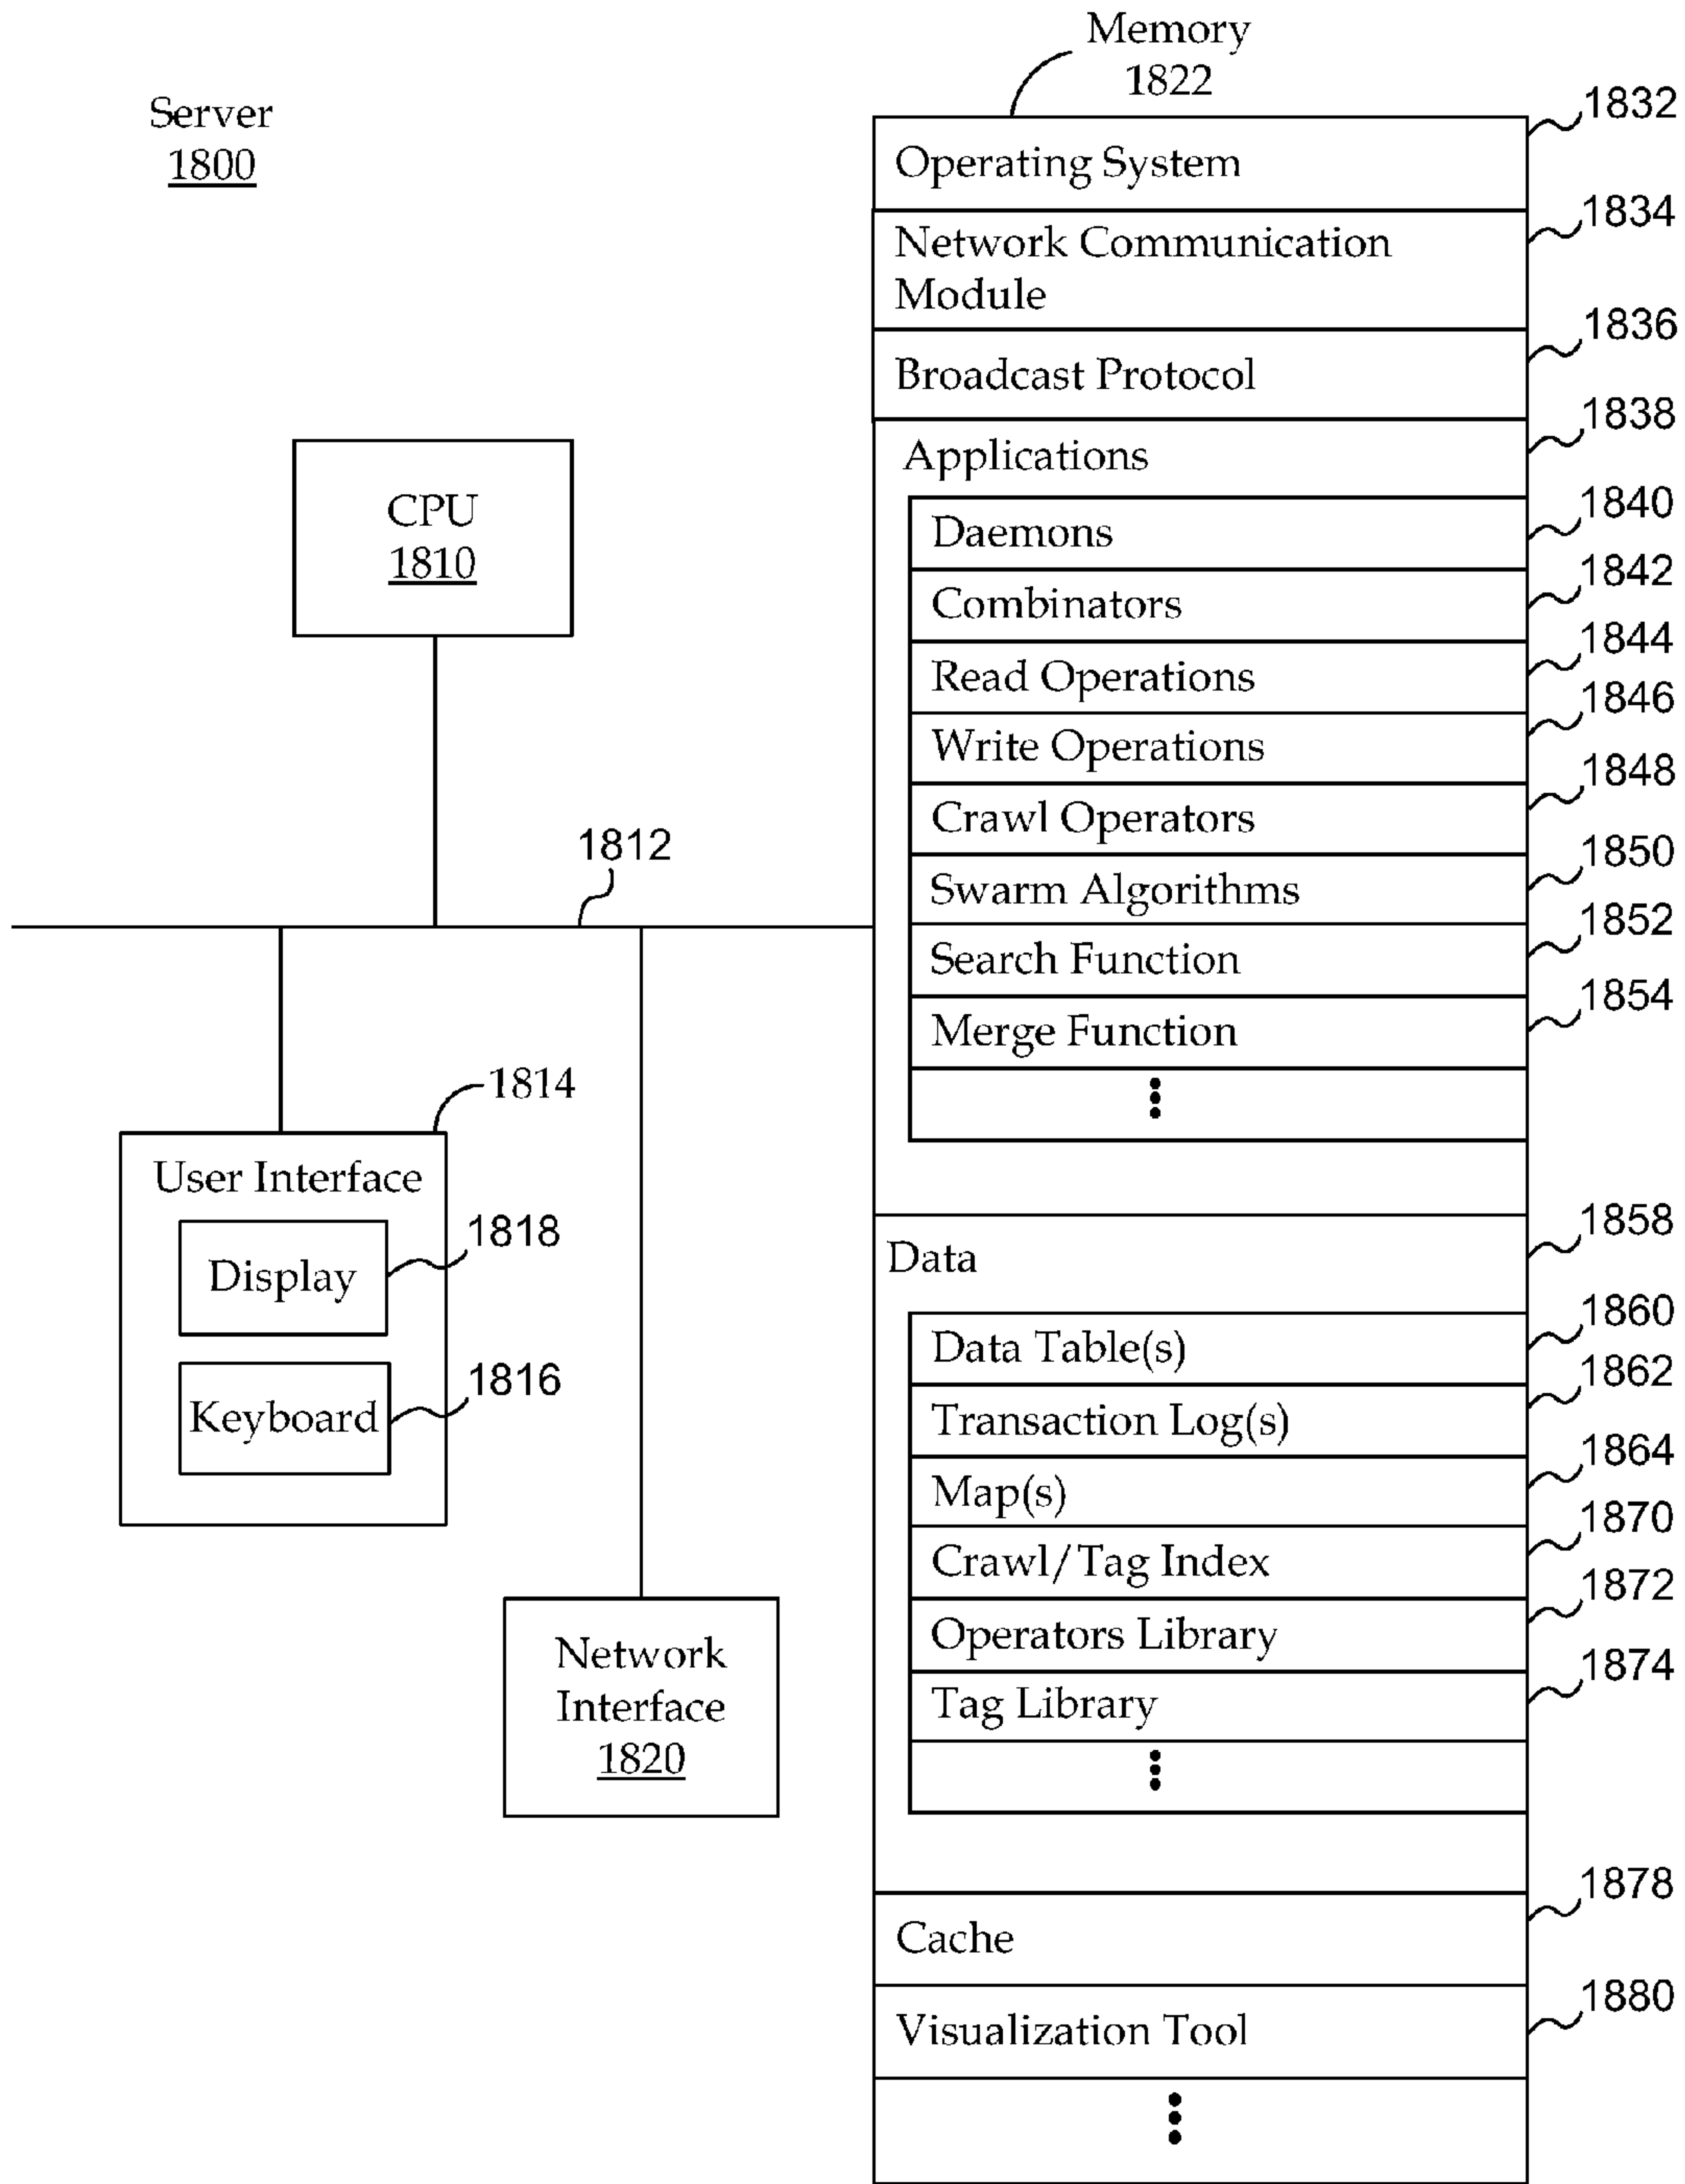 Server
1800
Memory
1822
Operating System
1832
Network Communication
Module
1834
Broadcast Protocol
1836
Applications
1838
Daemons
1840
Combinators
1842
Read Operations
1844
Write Operations
1846
Crawl Operators
1848
Swarm Algorithms
1850
Search Function
1852
Merge Function
1854
CPU
1810
1812
1814
User Interface
Display
1818
Keyboard
1816
Network
Interface
1820
Data
1858
Data Table(s)
1860
Transaction Log(s)
1862
Map(s)
1864
Crawl/Tag Index
1870
Operators Library
1872
Tag Library
1874
Cache
1878
Visualization Tool
1880